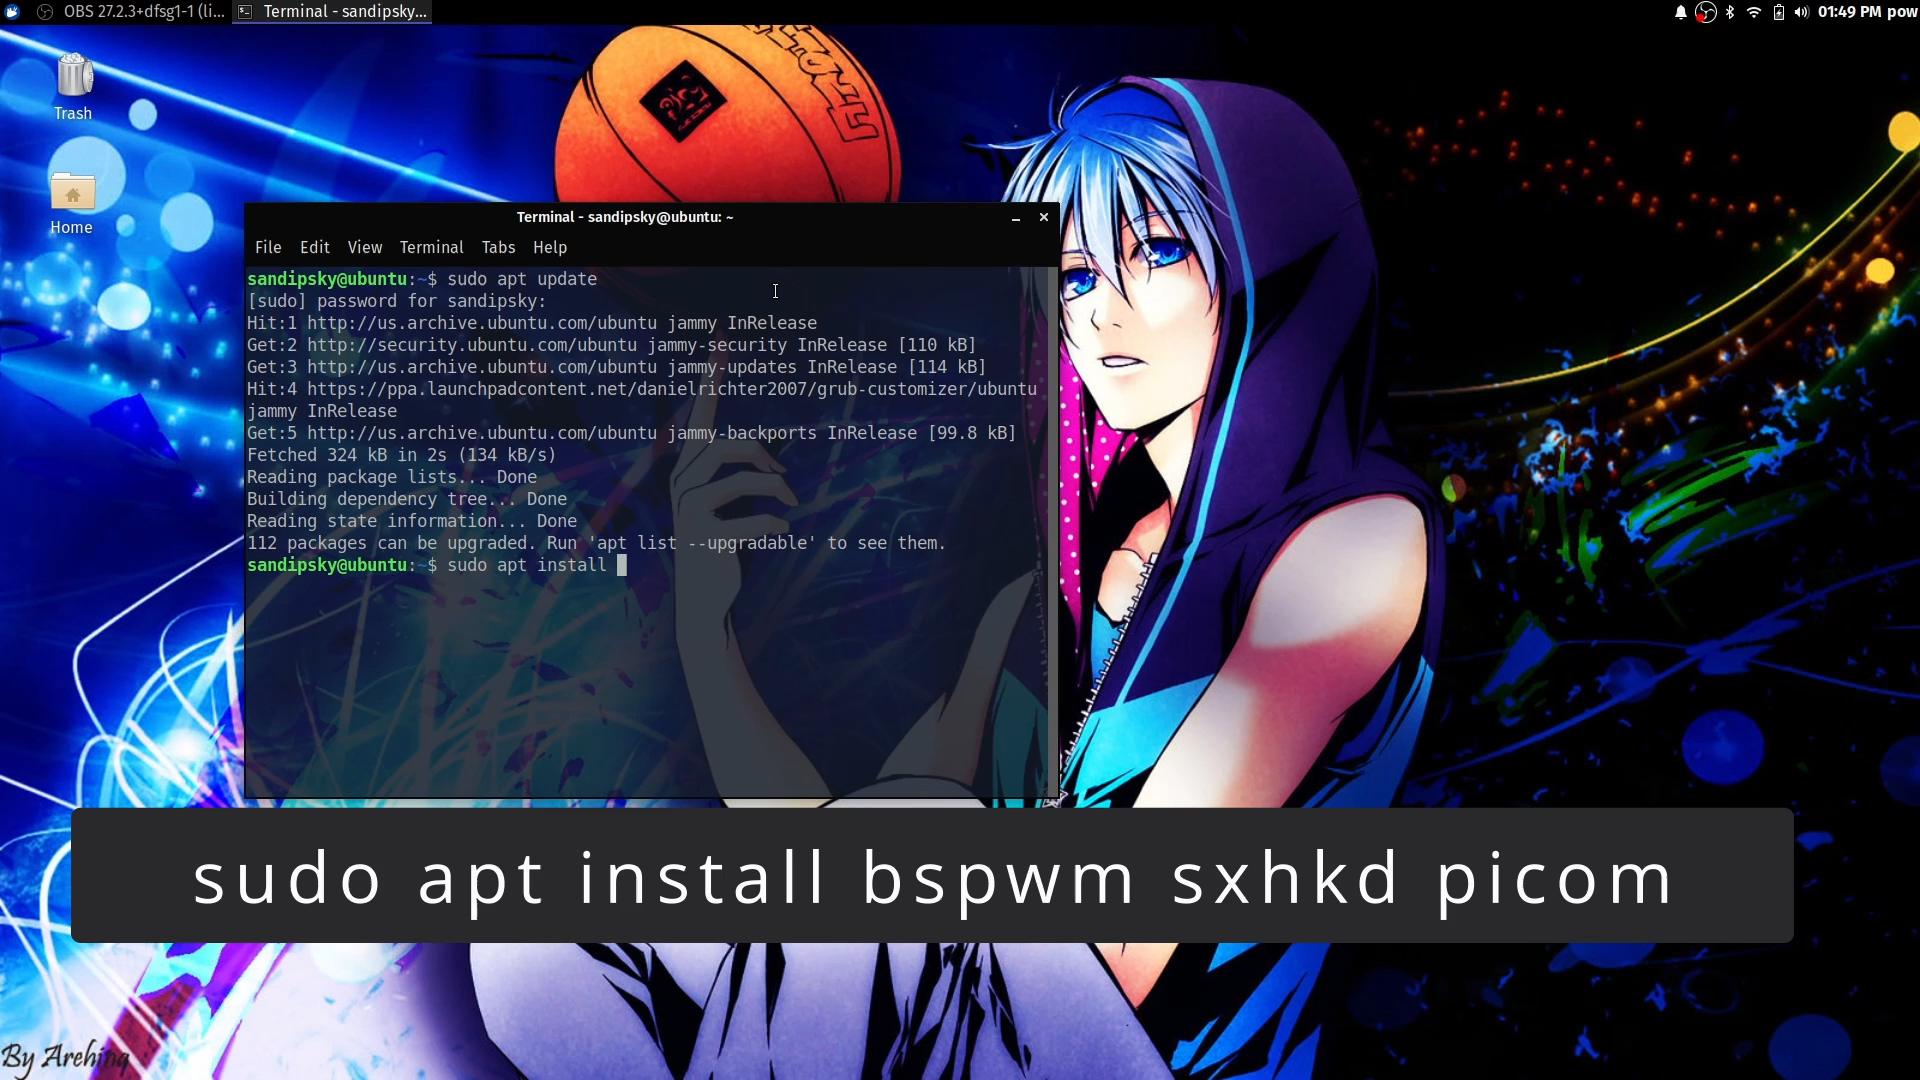 OBS 27.2.3+dfsg1-1 (li...
Terminal - sandipsky...
01:49 PM pow
Trash
Home
Terminal - sandipsky@ubuntu: ~
File Edit View Terminal Tabs Help
sandipsky@ubuntu:~$ sudo apt update
[sudo] password for sandipsky:
Hit:1 http://us.archive.ubuntu.com/ubuntu jammy InRelease
Get:2 http://security.ubuntu.com/ubuntu jammy-security InRelease [110 kB]
Get:3 http://us.archive.ubuntu.com/ubuntu jammy-updates InRelease [114 kB]
Hit:4 https://ppa.launchpadcontent.net/danielrichter2007/grub-customizer/ubuntu
jammy InRelease
Get:5 http://us.archive.ubuntu.com/ubuntu jammy-backports InRelease [99.8 kB]
Fetched 324 kB in 2s (134 kB/s)
Reading package lists... Done
Building dependency tree... Done
Reading state information... Done
112 packages can be upgraded. Run 'apt list --upgradable' to see them.
sandipsky@ubuntu:~$ sudo apt install
sudo apt install bspwm sxhkd picom
By Arehina